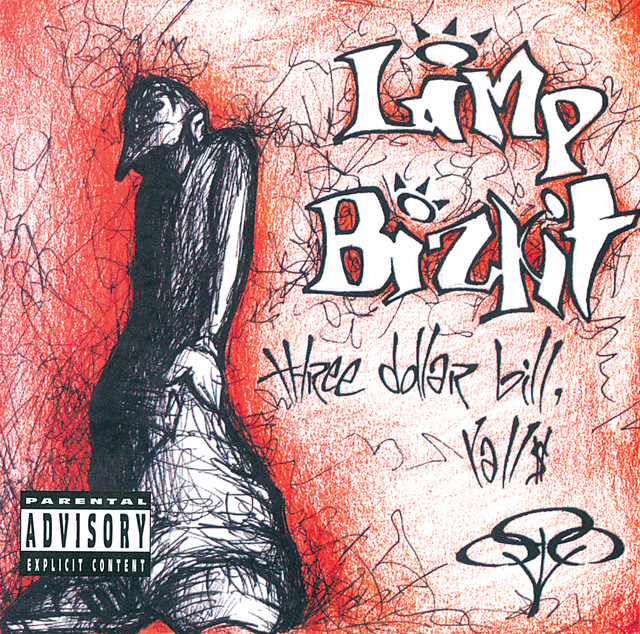 Limp
Bizkit
three dollar bill,
yall$
PARENTAL
ADVISORY
EXPLICIT CONTENT